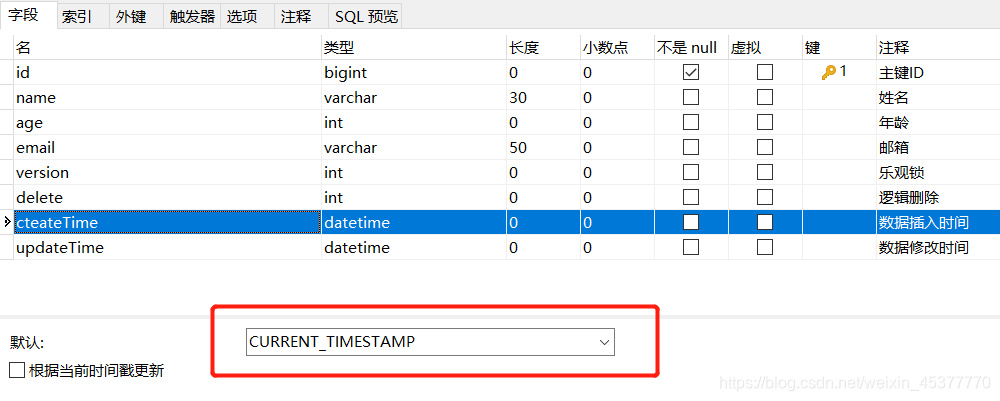 字段 索引 外键 触发器 选项 注释 SQL 预览
名 类型 长度 小数点 不是 null 虚拟 键 注释
id bigint 0 0 1 主键ID
name varchar 30 0 姓名
age int 0 0 年龄
email varchar 50 0 邮箱
version int 0 0 乐观锁
delete int 0 0 逻辑删除
cteateTime datetime 0 0 数据插入时间
updateTime datetime 0 0 数据修改时间
默认: CURRENT_TIMESTAMP
根据当前时间戳更新
https://blog.csdn.net/weixin_45377770